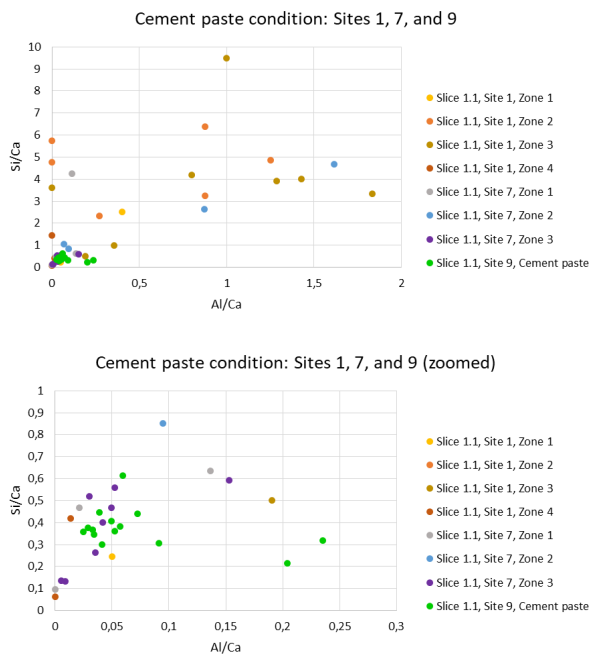 Cement paste condition: Sites 1, 7, and 9
10
9
8
7
6
5
4
3
2
1
0
Si/Ca
0
0,5
1
1,5
2
Al/Ca
Slice 1.1, Site 1, Zone 1
Slice 1.1, Site 1, Zone 2
Slice 1.1, Site 1, Zone 3
Slice 1.1, Site 1, Zone 4
Slice 1.1, Site 7, Zone 1
Slice 1.1, Site 7, Zone 2
Slice 1.1, Site 7, Zone 3
Slice 1.1, Site 9, Cement paste
Cement paste condition: Sites 1, 7, and 9 (zoomed)
1
0,9
0,8
0,7
0,6
0,5
0,4
0,3
0,2
0,1
0
Si/Ca
0
0,05
0,1
0,15
0,2
0,25
0,3
Al/Ca
Slice 1.1, Site 1, Zone 1
Slice 1.1, Site 1, Zone 2
Slice 1.1, Site 1, Zone 3
Slice 1.1, Site 1, Zone 4
Slice 1.1, Site 7, Zone 1
Slice 1.1, Site 7, Zone 2
Slice 1.1, Site 7, Zone 3
Slice 1.1, Site 9, Cement paste